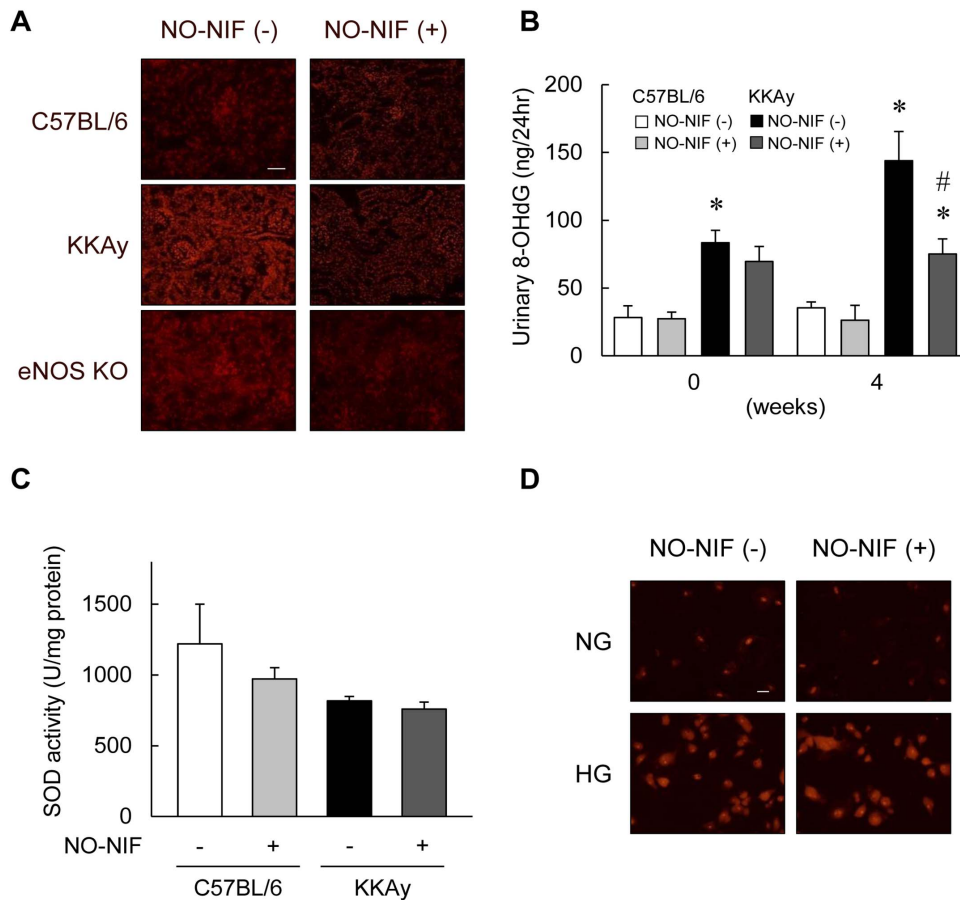 A
NO-NIF (-) NO-NIF (+)
C57BL/6
KKAy
eNOS KO
B
Urinary 8-OHdG (ng/24hr)
200
150
100
50
0
C57BL/6 KKAy
NO-NIF (-) NO-NIF (-)
NO-NIF (+) NO-NIF (+)
*
*
#
*
0 4
(weeks)
C
SOD activity (U/mg protein)
1500
1000
500
0
NO-NIF - + - +
C57BL/6 KKAy
D
NO-NIF (-) NO-NIF (+)
NG
HG